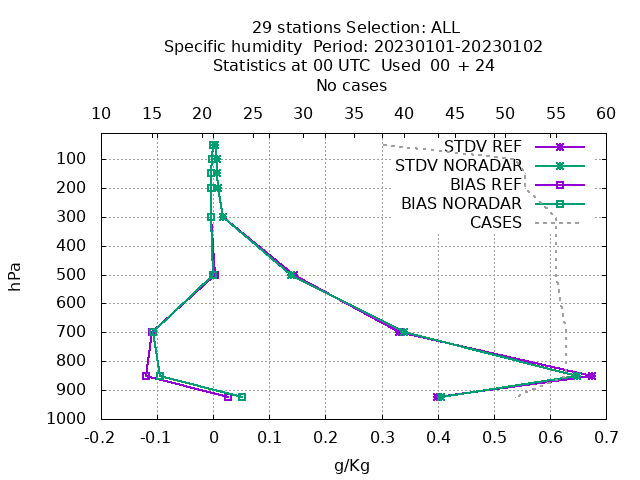 29 stations Selection: ALL
Specific humidity  Period: 20230101-20230102
Statistics at 00 UTC  Used  00 + 24
No cases
10 15 20 25 30 35 40 45 50 55 60
STDV REF
STDV NORADAR
BIAS REF
BIAS NORADAR
CASES
100
200
300
400
500
600
700
800
900
1000
hPa
-0.2 -0.1 0 0.1 0.2 0.3 0.4 0.5 0.6 0.7
g/Kg